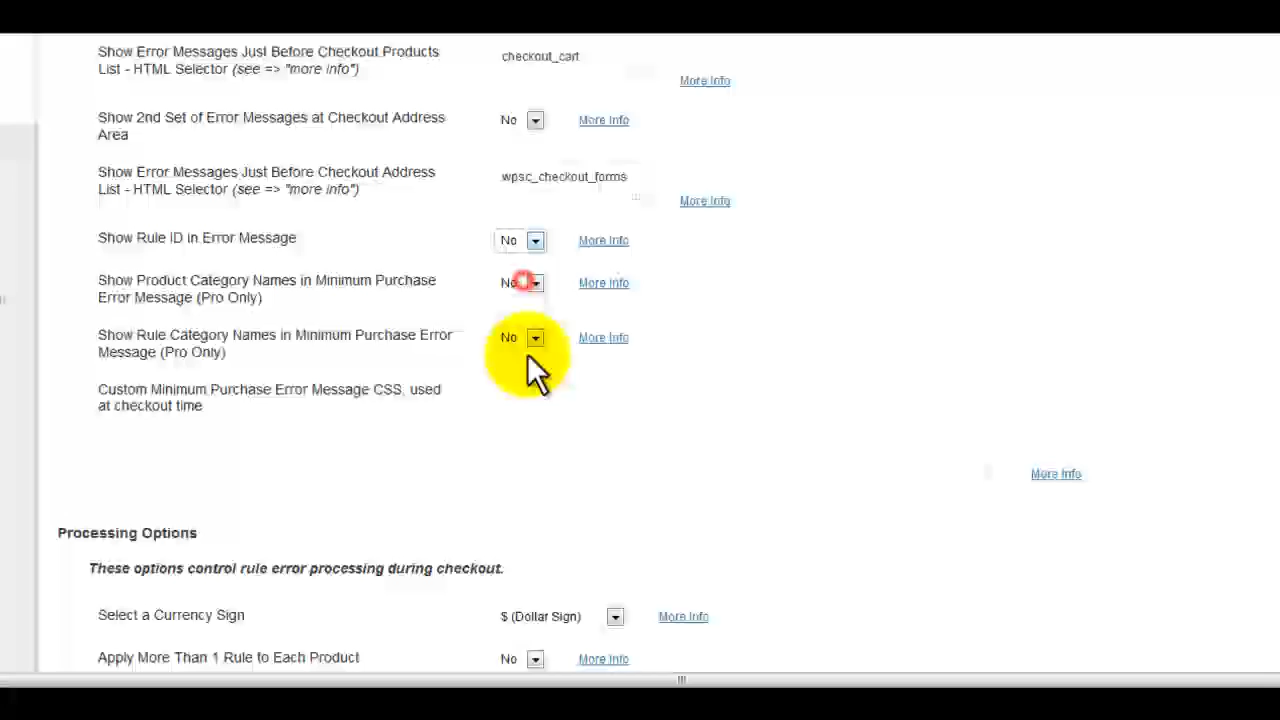 Show Error Messages Just Before Checkout Products
List - HTML Selector (see => "more info")
checkout_cart
More Info
Show 2nd Set of Error Messages at Checkout Address
Area
No
More Info
Show Error Messages Just Before Checkout Address
List - HTML Selector (see => "more info")
.wpsc_checkout_forms
More Info
Show Rule ID in Error Message
No
More Info
Show Product Category Names in Minimum Purchase
Error Message (Pro Only)
No
More Info
Show Rule Category Names in Minimum Purchase Error
Message (Pro Only)
No
More Info
Custom Minimum Purchase Error Message CSS, used
at checkout time
More Info
Processing Options
These options control rule error processing during checkout.
Select a Currency Sign
$ (Dollar Sign)
More Info
Apply More Than 1 Rule to Each Product
No
More Info